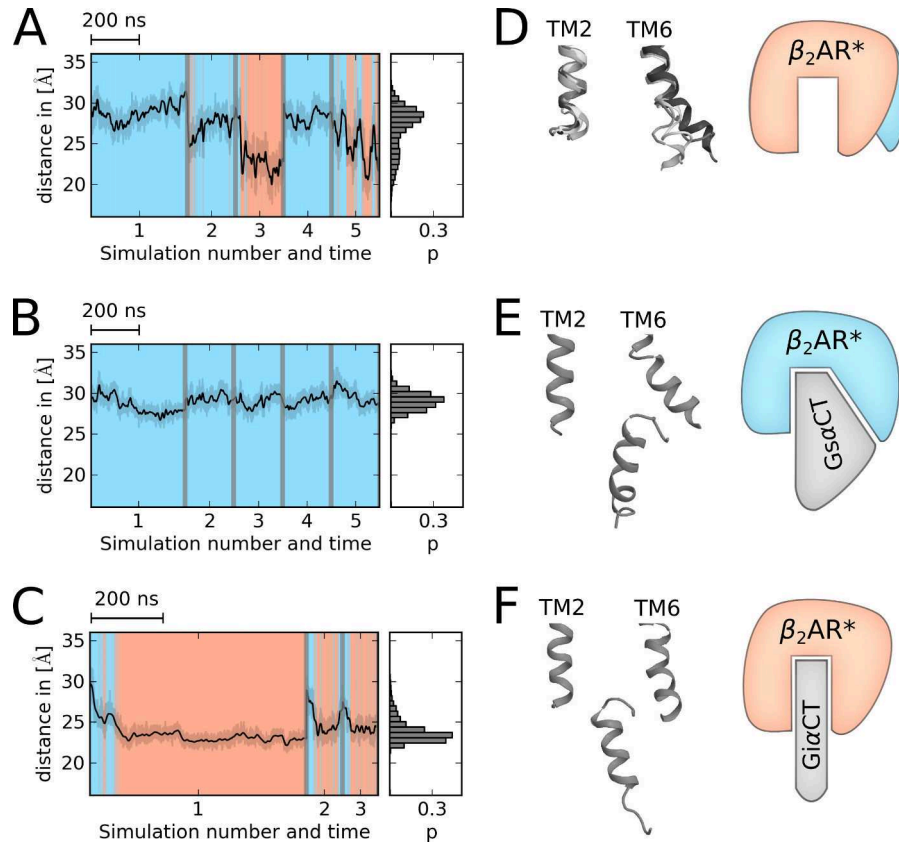 A
200 ns
35
30
25
20
distance in [Å]
1 2 3 4 5
Simulation number and time
0.3
p
D
TM2 TM6
β₂AR*
B
200 ns
35
30
25
20
distance in [Å]
1 2 3 4 5
Simulation number and time
0.3
p
E
TM2 TM6
β₂AR*
GsαCT
C
200 ns
35
30
25
20
distance in [Å]
1 2 3
Simulation number and time
0.3
p
F
TM2 TM6
β₂AR*
GiαCT